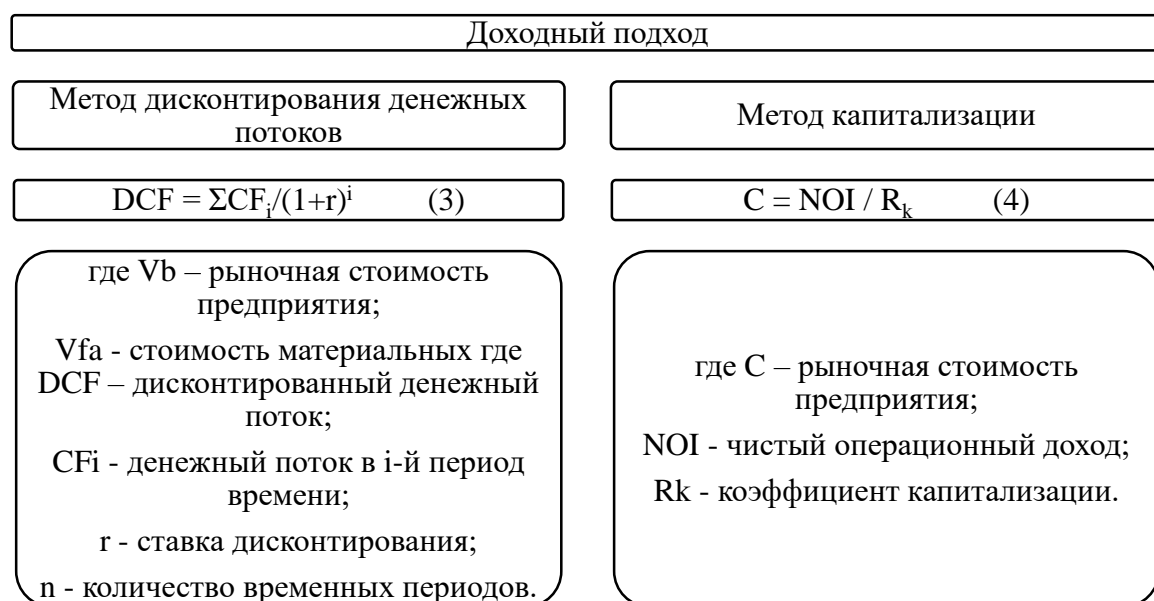 Доходный подход
Метод дисконтирования денежных
потоков
Метод капитализации
DCF = ΣCFᵢ/(1+r)ⁱ (3)
C = NOI / Rₖ (4)
где Vb – рыночная стоимость
предприятия;
Vfa - стоимость материальных где
DCF – дисконтированный денежный
поток;
CFi - денежный поток в i-й период
времени;
r - ставка дисконтирования;
n - количество временных периодов.
где C – рыночная стоимость
предприятия;
NOI - чистый операционный доход;
Rk - коэффициент капитализации.